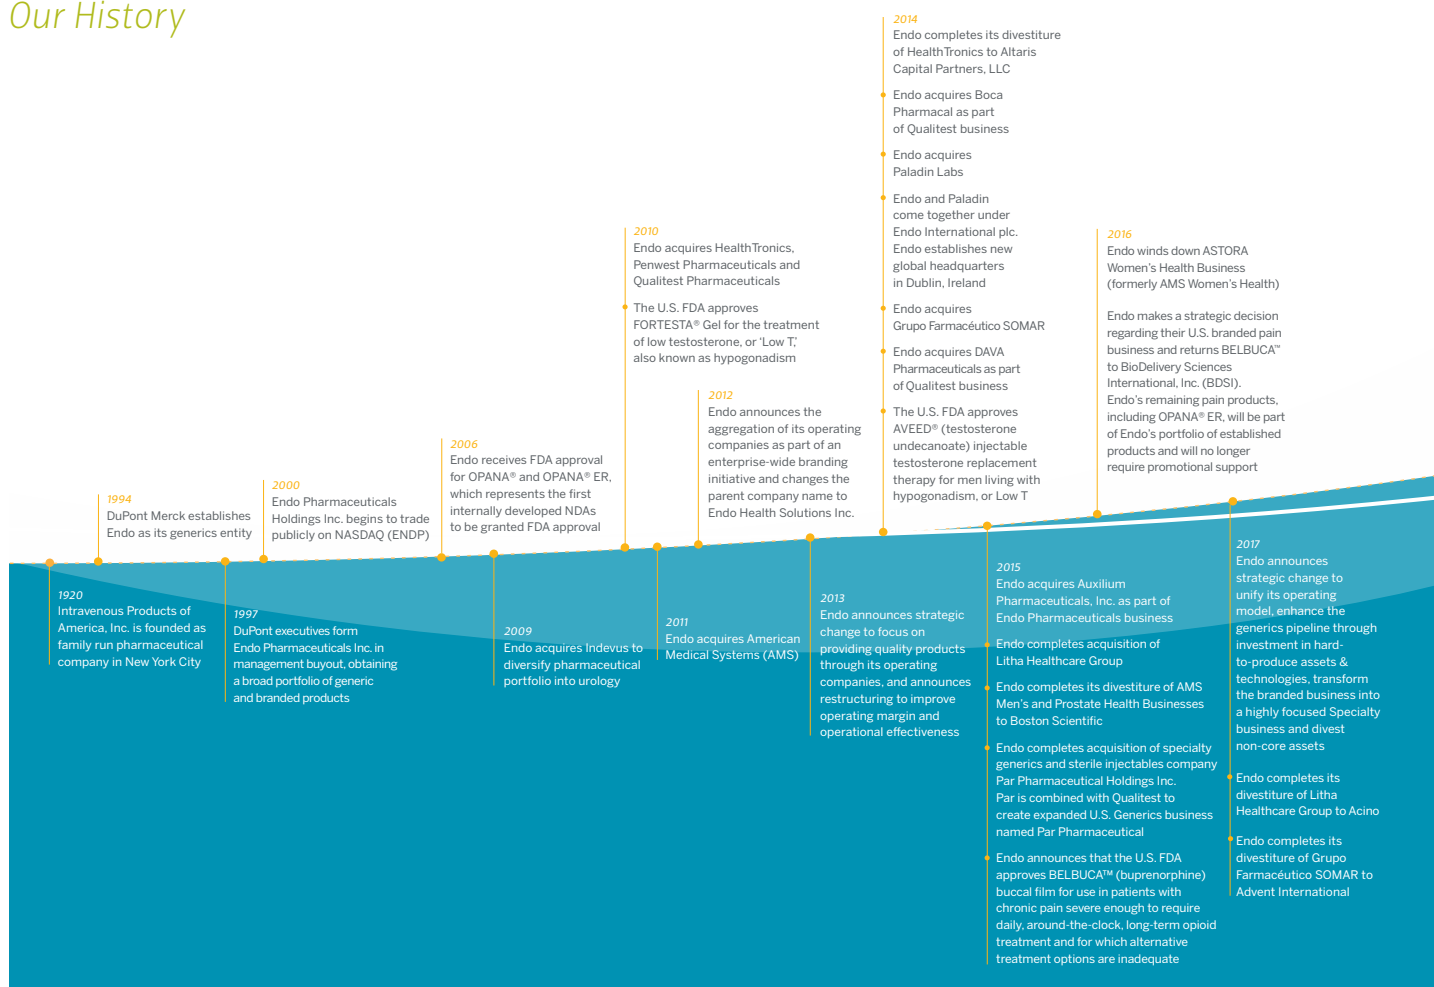 Our History
1920
Intravenous Products of
America, Inc. is founded as
family run pharmaceutical
company in New York City
1994
DuPont Merck establishes
Endo as its generics entity
1997
DuPont executives form
Endo Pharmaceuticals Inc. in
management buyout, obtaining
a broad portfolio of generic
and branded products
2000
Endo Pharmaceuticals
Holdings Inc. begins to trade
publicly on NASDAQ (ENDP)
2006
Endo receives FDA approval
for OPANA® and OPANA® ER,
which represents the first
internally developed NDAs
to be granted FDA approval
2009
Endo acquires Indevus to
diversify pharmaceutical
portfolio into urology
2010
Endo acquires HealthTronics,
Penwest Pharmaceuticals and
Qualitest Pharmaceuticals
The U.S. FDA approves
FORTESTA® Gel for the treatment
of low testosterone, or ‘Low T,’
also known as hypogonadism
2011
Endo acquires American
Medical Systems (AMS)
2012
Endo announces the
aggregation of its operating
companies as part of an
enterprise-wide branding
initiative and changes the
parent company name to
Endo Health Solutions Inc.
2013
Endo announces strategic
change to focus on
providing quality products
through its operating
companies, and announces
restructuring to improve
operating margin and
operational effectiveness
2014
Endo completes its divestiture
of HealthTronics to Altaris
Capital Partners, LLC
Endo acquires Boca
Pharmacal as part
of Qualitest business
Endo acquires
Paladin Labs
Endo and Paladin
come together under
Endo International plc.
Endo establishes new
global headquarters
in Dublin, Ireland
Endo acquires
Grupo Farmacéutico SOMAR
Endo acquires DAVA
Pharmaceuticals as part
of Qualitest business
The U.S. FDA approves
AVEED® (testosterone
undecanoate) injectable
testosterone replacement
therapy for men living with
hypogonadism, or Low T
2015
Endo acquires Auxilium
Pharmaceuticals, Inc. as part of
Endo Pharmaceuticals business
Endo completes acquisition of
Litha Healthcare Group
Endo completes its divestiture of AMS
Men’s and Prostate Health Businesses
to Boston Scientific
Endo completes acquisition of specialty
generics and sterile injectables company
Par Pharmaceutical Holdings Inc.
Par is combined with Qualitest to
create expanded U.S. Generics business
named Par Pharmaceutical
Endo announces that the U.S. FDA
approves BELBUCA™ (buprenorphine)
buccal film for use in patients with
chronic pain severe enough to require
daily, around-the-clock, long-term opioid
treatment and for which alternative
treatment options are inadequate
2016
Endo winds down ASTORA
Women’s Health Business
(formerly AMS Women’s Health)
Endo makes a strategic decision
regarding their U.S. branded pain
business and returns BELBUCA™
to BioDelivery Sciences
International, Inc. (BDSI).
Endo’s remaining pain products,
including OPANA® ER, will be part
of Endo’s portfolio of established
products and will no longer
require promotional support
2017
Endo announces
strategic change to
unify its operating
model, enhance the
generics pipeline through
investment in hard-
to-produce assets &
technologies, transform
the branded business into
a highly focused Specialty
business and divest
non-core assets
Endo completes its
divestiture of Litha
Healthcare Group to Acino
Endo completes its
divestiture of Grupo
Farmacéutico SOMAR to
Advent International